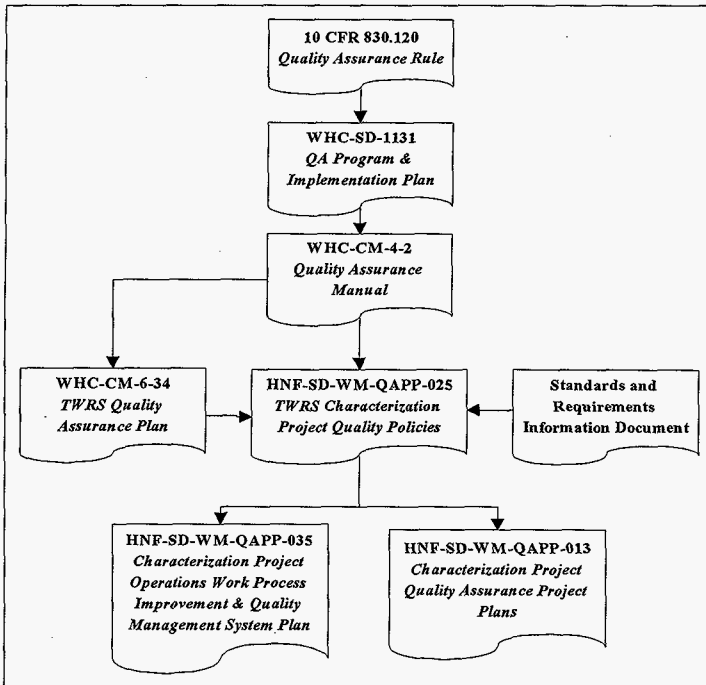 10 CFR 830.120
Quality Assurance Rule
WHC-SD-1131
QA Program &
Implementation Plan
WHC-CM-4-2
Quality Assurance
Manual
WHC-CM-6-34
TWRS Quality
Assurance Plan
HNF-SD-WM-QAPP-025
TWRS Characterization
Project Quality Policies
Standards and
Requirements
Information Document
HNF-SD-WM-QAPP-035
Characterization Project
Operations Work Process
Improvement & Quality
Management System Plan
HNF-SD-WM-QAPP-013
Characterization Project
Quality Assurance Project
Plans